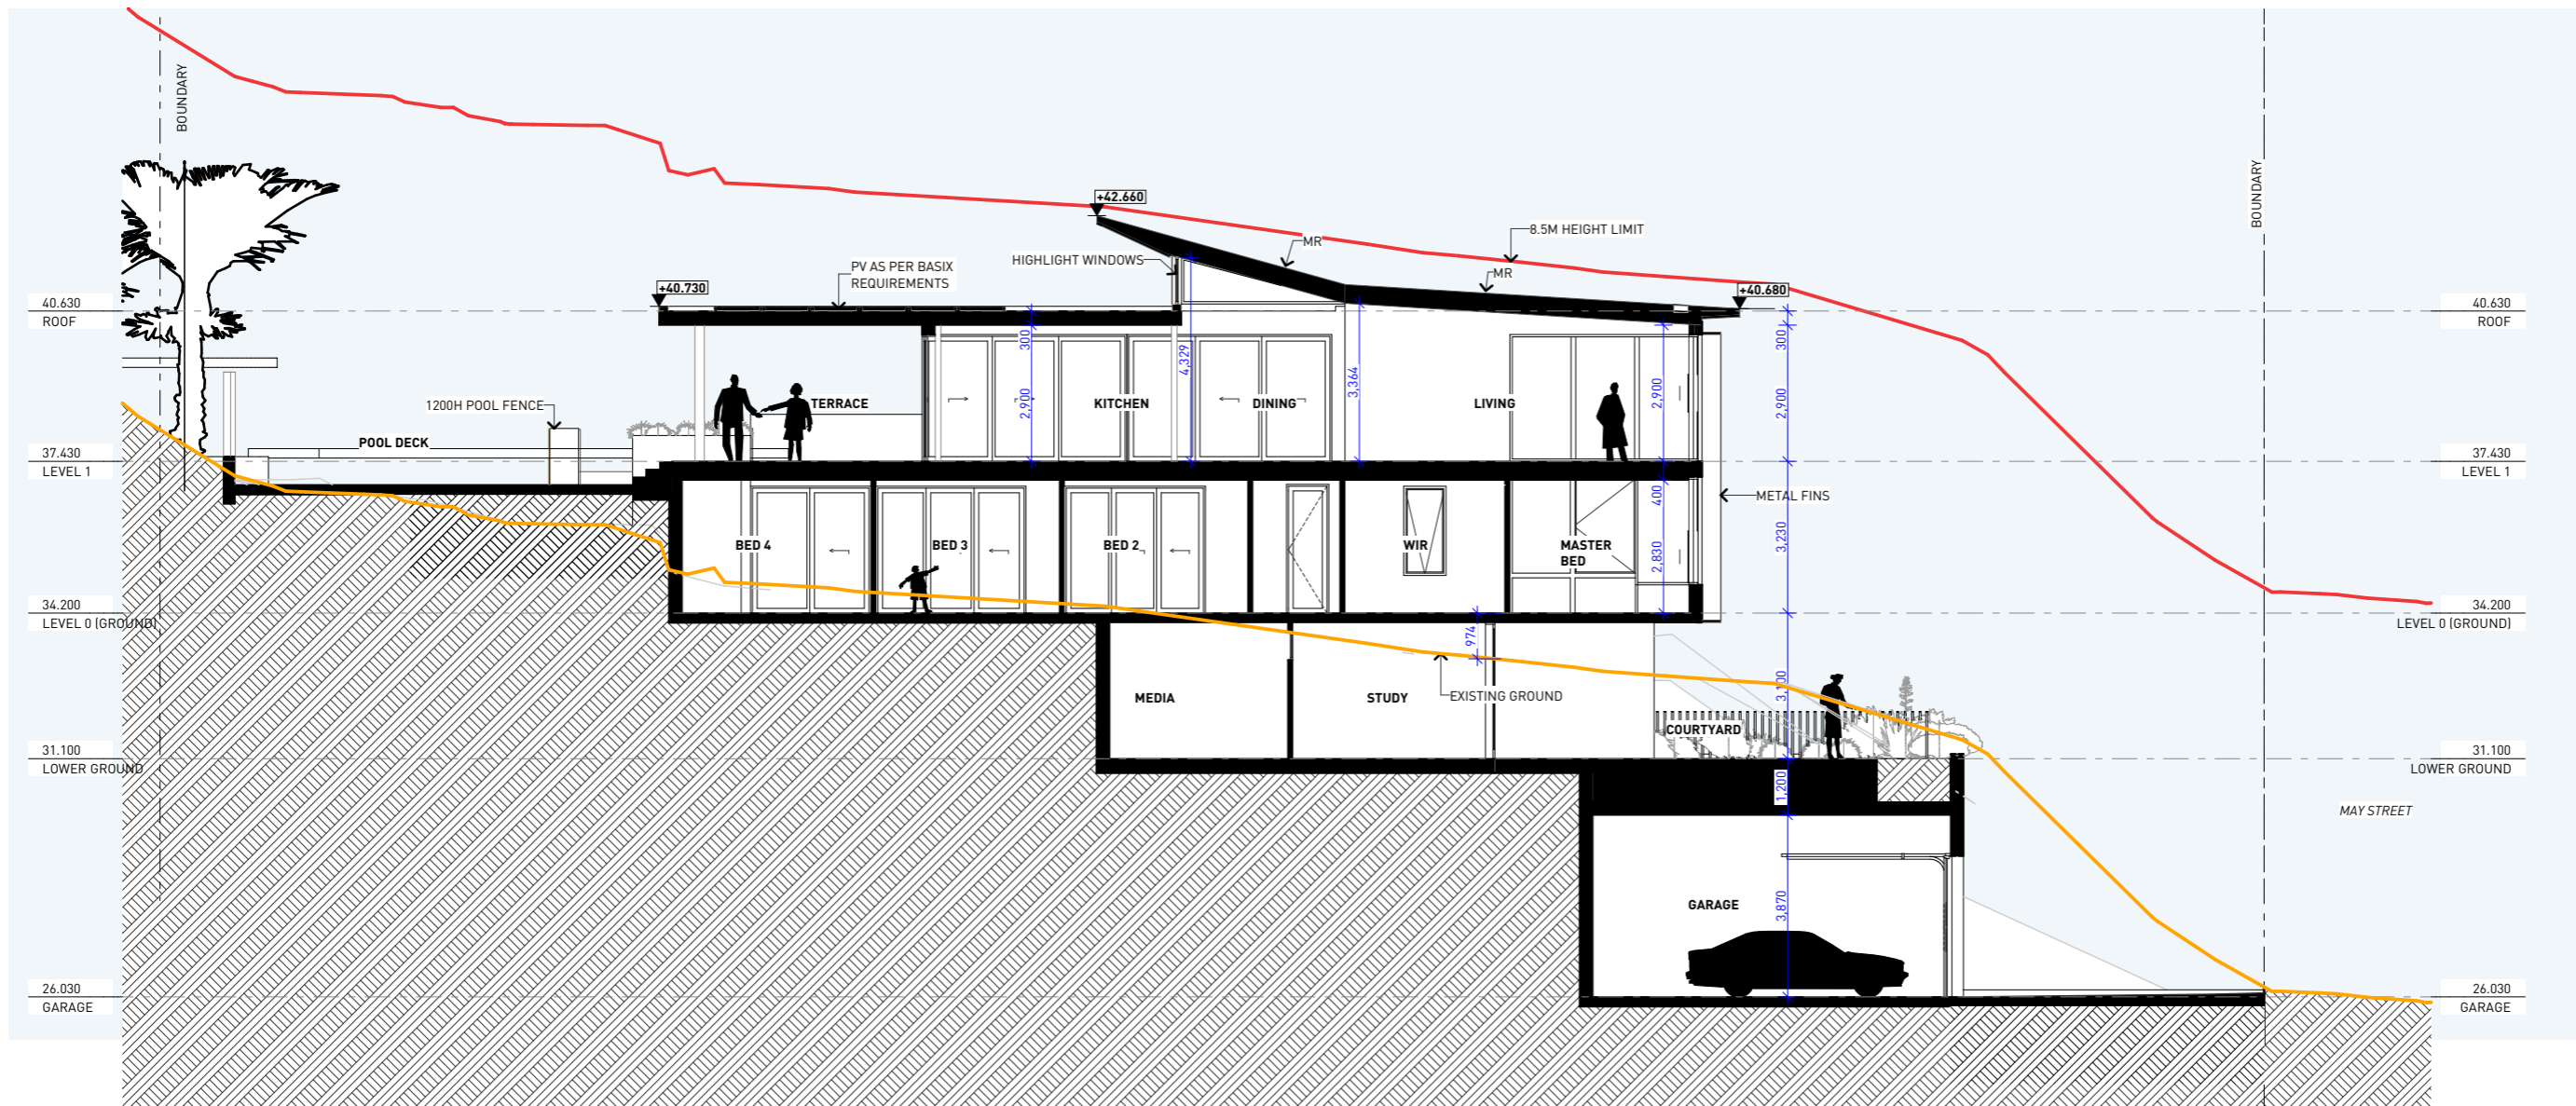 BOUNDARY
BOUNDARY
+42.660
8.5M HEIGHT LIMIT
MR
HIGHLIGHT WINDOWS
PV AS PER BASIX
REQUIREMENTS
MR
+40.730
+40.680
40.630
ROOF
40.630
ROOF
300
300
4,329
3,364
2,900
2,900
2,900
1200H POOL FENCE
TERRACE
KITCHEN
DINING
LIVING
POOL DECK
37.430
LEVEL 1
37.430
LEVEL 1
400
METAL FINS
3,230
2,830
BED 4
BED 3
BED 2
WIR
MASTER
BED
34.200
LEVEL 0 (GROUND)
34.200
LEVEL 0 (GROUND)
974
3,100
MEDIA
STUDY
EXISTING GROUND
COURTYARD
31.100
LOWER GROUND
31.100
LOWER GROUND
1,200
MAY STREET
GARAGE
3,870
26.030
GARAGE
26.030
GARAGE